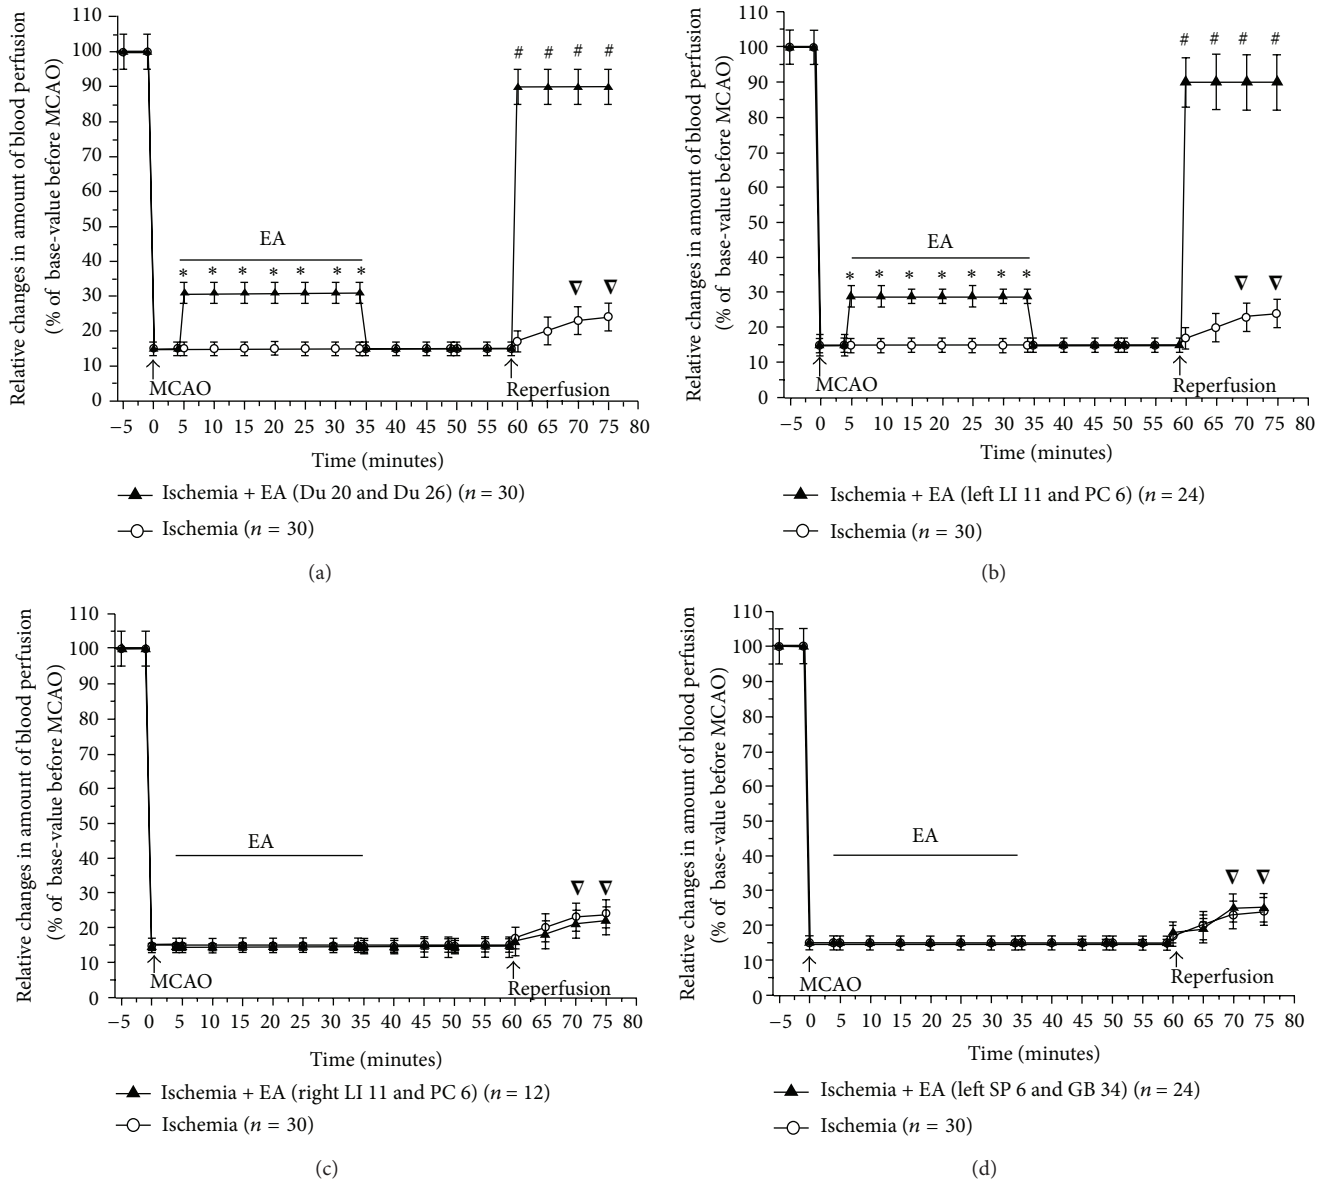 Relative changes in amount of blood perfusion
(% of base-value before MCAO)
110
100
90
80
70
60
50
40
30
20
10
0
# # # #
EA
* * * * * * *
MCAO
Reperfusion
−5 0 5 10 15 20 25 30 35 40 45 50 55 60 65 70 75 80
Time (minutes)
Ischemia + EA (Du 20 and Du 26) (n = 30)
Ischemia (n = 30)
(a)
Relative changes in amount of blood perfusion
(% of base-value before MCAO)
110
100
90
80
70
60
50
40
30
20
10
0
# # # #
EA
* * * * * * *
MCAO
Reperfusion
−5 0 5 10 15 20 25 30 35 40 45 50 55 60 65 70 75 80
Time (minutes)
Ischemia + EA (left LI 11 and PC 6) (n = 24)
Ischemia (n = 30)
(b)
Relative changes in amount of blood perfusion
(% of base-value before MCAO)
110
100
90
80
70
60
50
40
30
20
10
0
EA
MCAO
Reperfusion
−5 0 5 10 15 20 25 30 35 40 45 50 55 60 65 70 75 80
Time (minutes)
Ischemia + EA (right LI 11 and PC 6) (n = 12)
Ischemia (n = 30)
(c)
Relative changes in amount of blood perfusion
(% of base-value before MCAO)
110
100
90
80
70
60
50
40
30
20
10
0
EA
MCAO
Reperfusion
−5 0 5 10 15 20 25 30 35 40 45 50 55 60 65 70 75 80
Time (minutes)
Ischemia + EA (left SP 6 and GB 34) (n = 24)
Ischemia (n = 30)
(d)